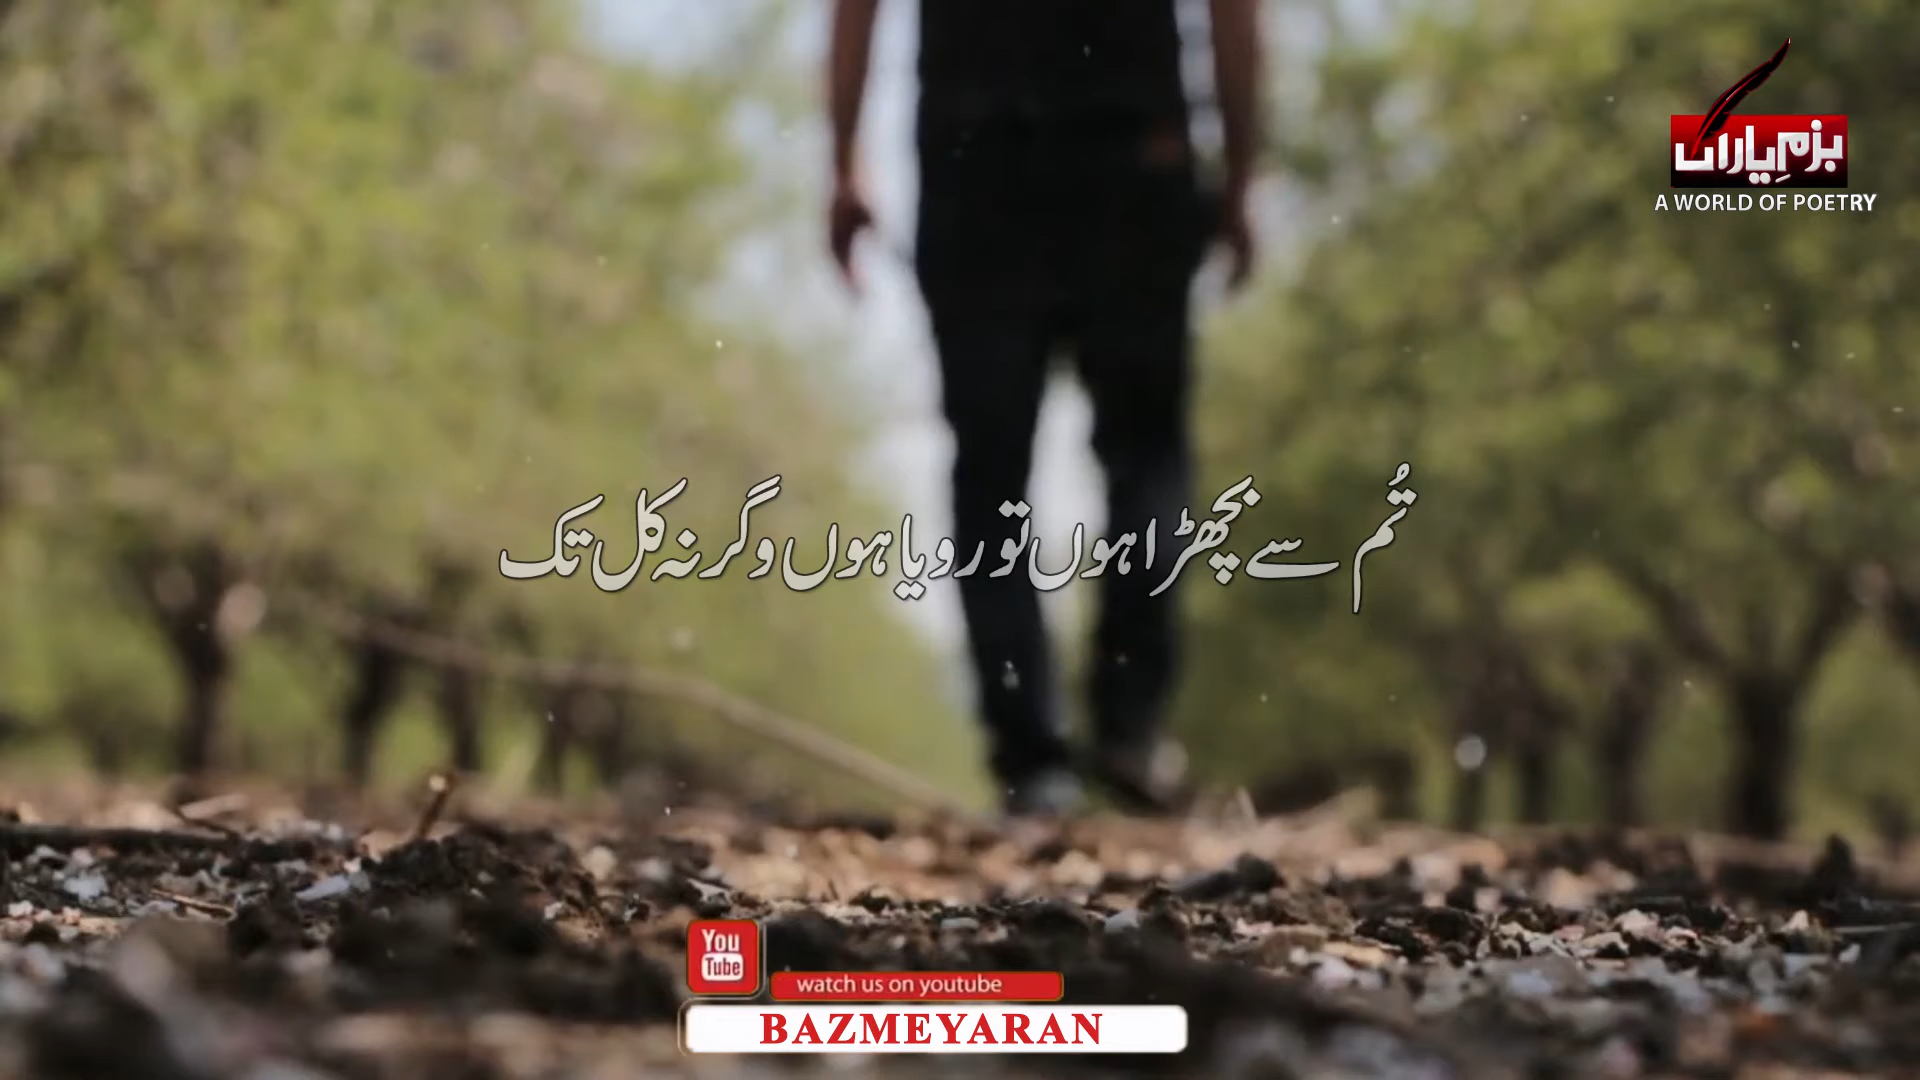 بزمِ یاراں
A WORLD OF POETRY
تُم سے بچھڑا ہوں تو رویا ہوں وگرنہ کل تک
You
Tube
watch us on youtube
BAZMEYARAN